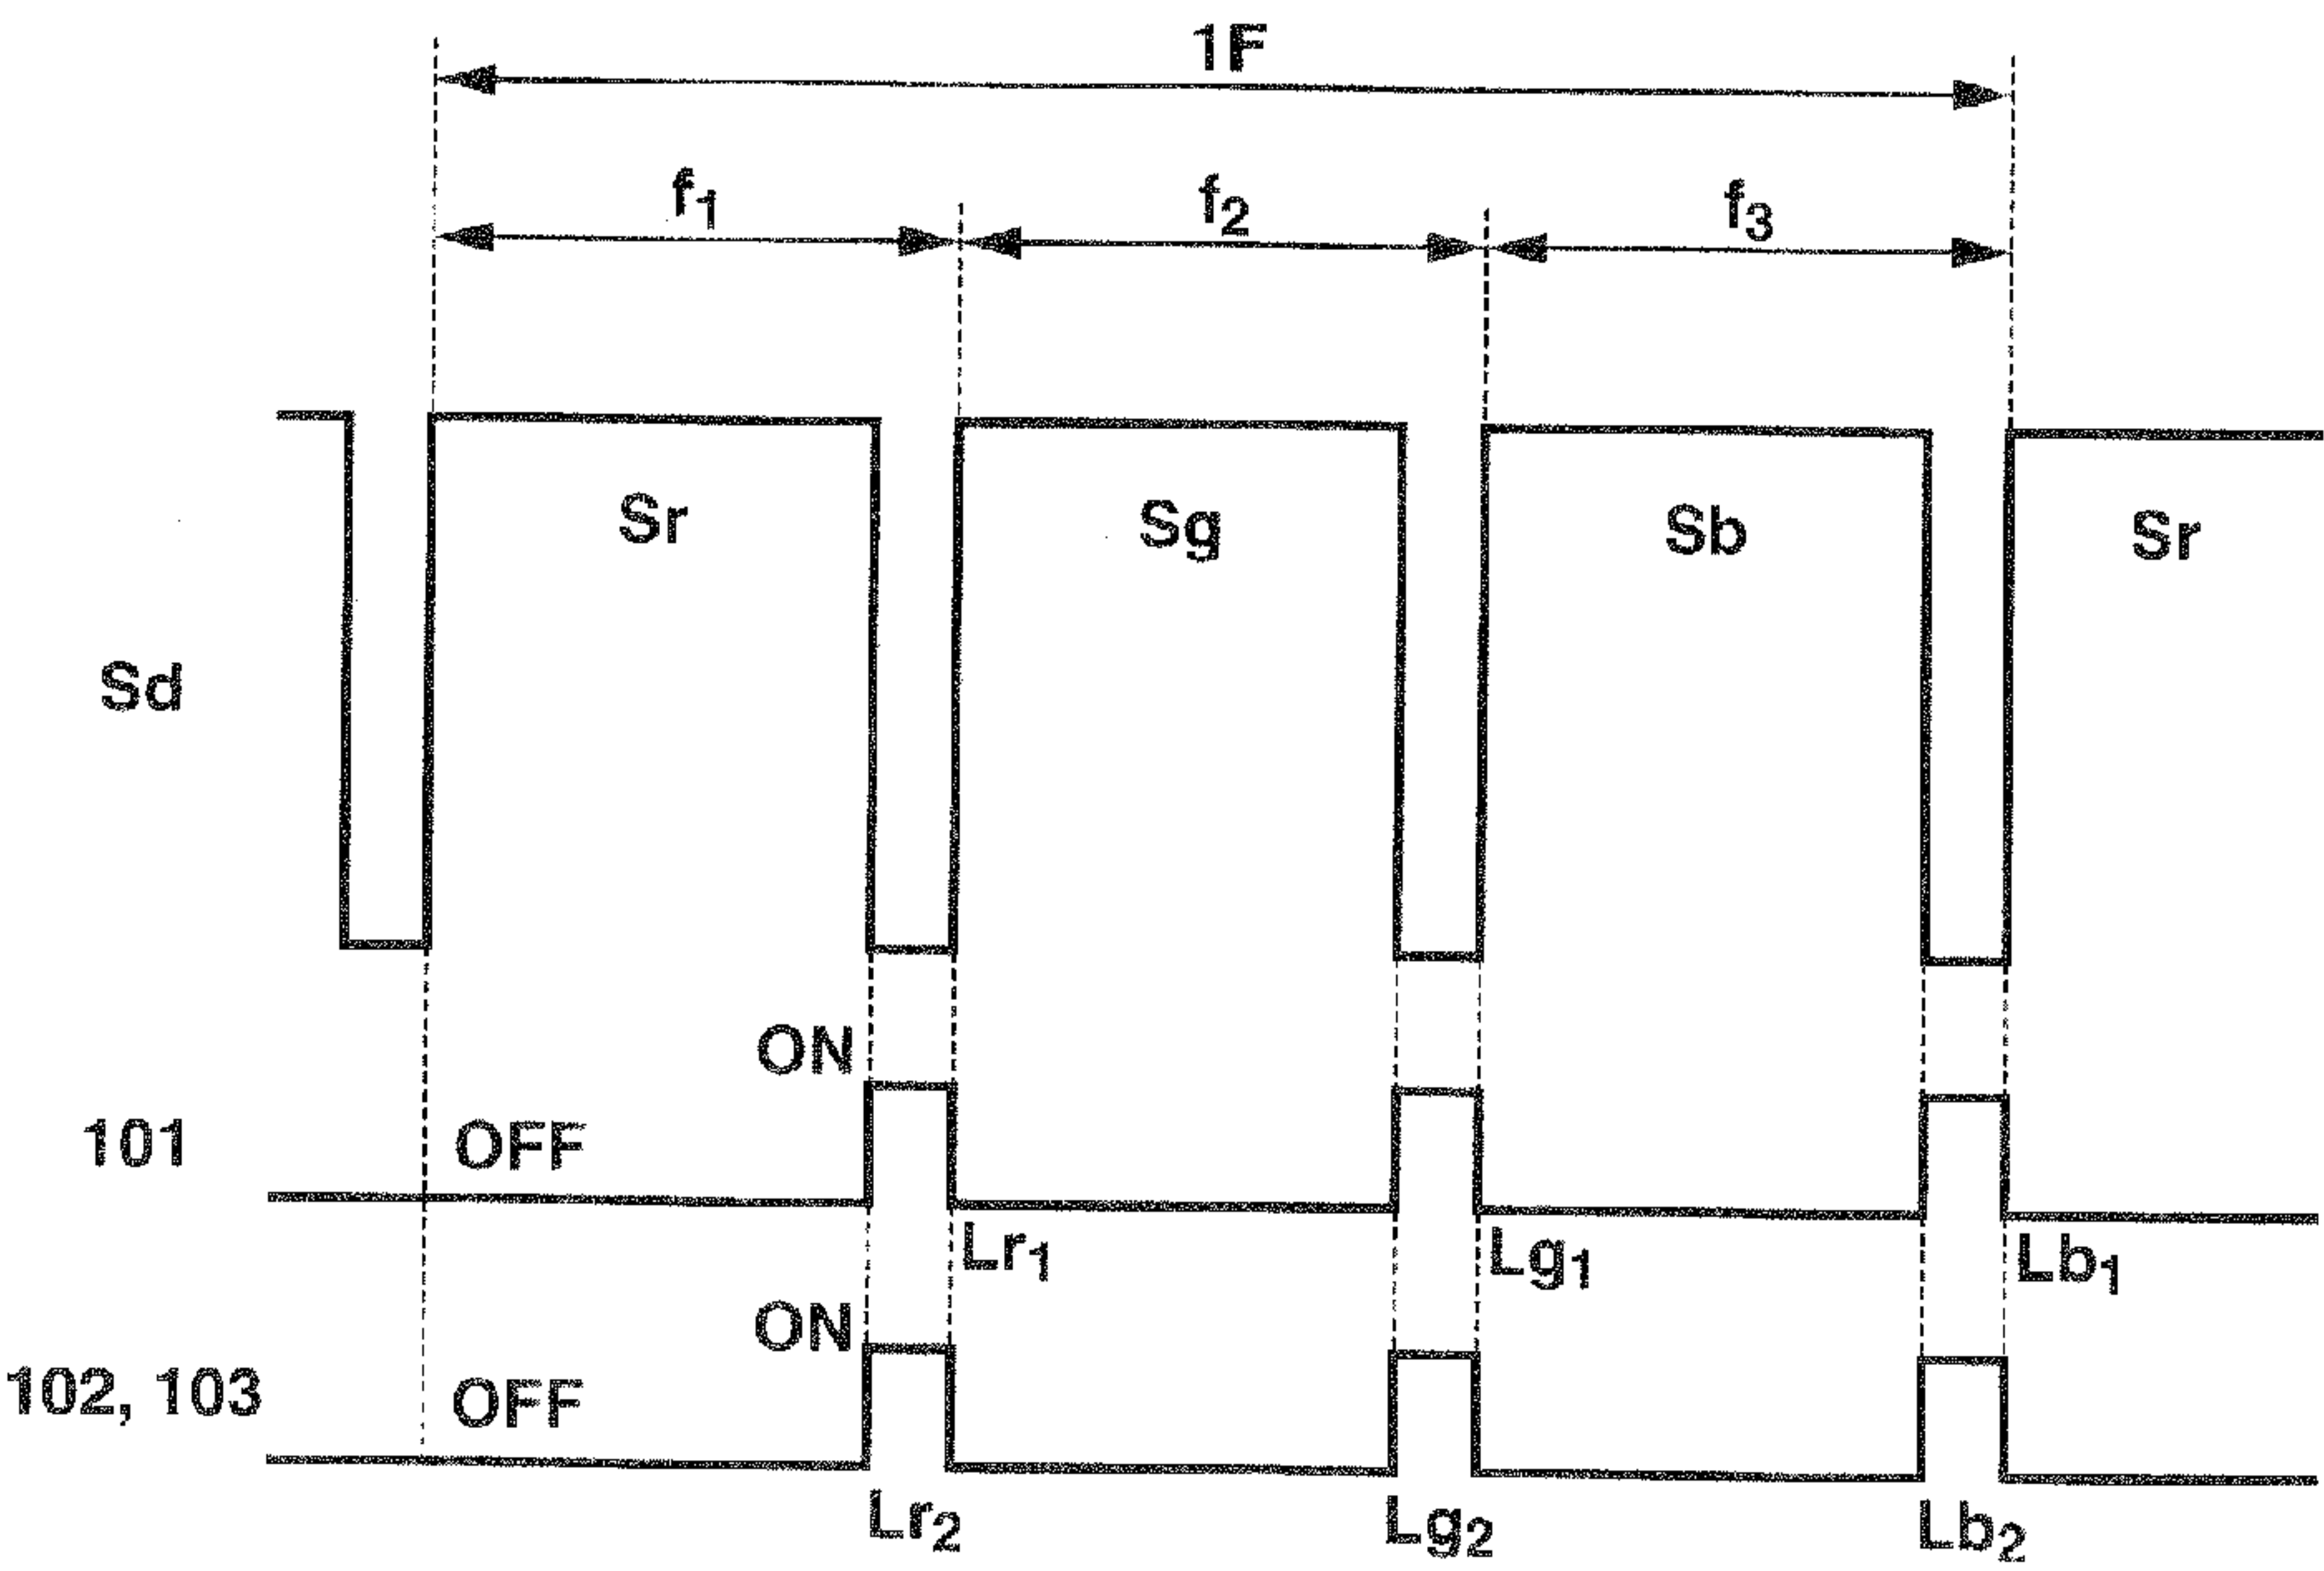 1F
f1 f2 f3
Sr Sg Sb Sr
Sd
ON
101 OFF
Lr1 Lg1 Lb1
ON
102, 103 OFF
Lr2 Lg2 Lb2